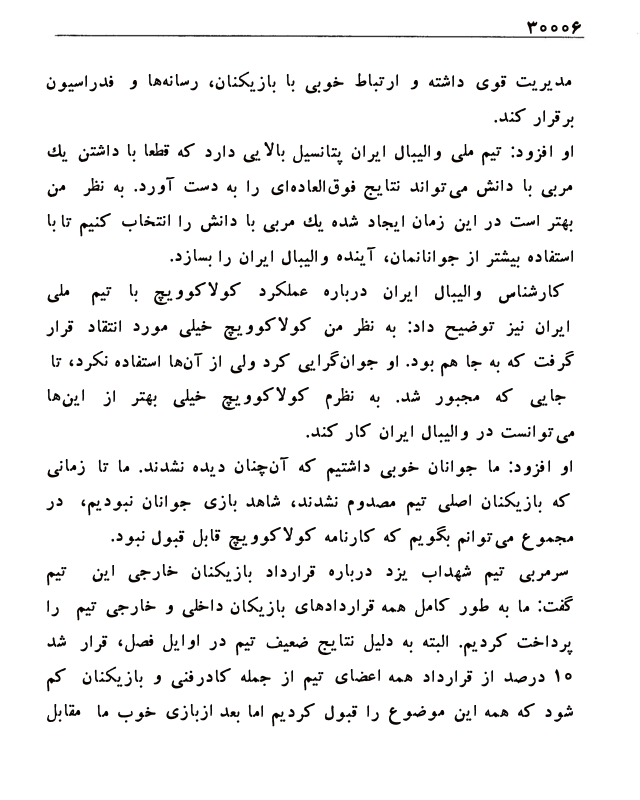 ۳۰۰۰۶
مدیریت قوی داشته و ارتباط خوبی با بازیکنان، رسانه‌ها و فدراسیون
برقرار کند.
او افزود: تیم ملی والیبال ایران پتانسیل بالایی دارد که قطعا با داشتن یك
مربی با دانش می‌تواند نتایج فوق‌العاده‌ای را به دست آورد. به نظر من
بهتر است در این زمان ایجاد شده یك مربی با دانش را انتخاب کنیم تا با
استفاده بیشتر از جوانانمان، آینده والیبال ایران را بسازد.
کارشناس والیبال ایران درباره عملکرد کولاکوویچ با تیم ملی
ایران نیز توضیح داد: به نظر من کولاکوویچ خیلی مورد انتقاد قرار
گرفت که به جا هم بود. او جوان‌گرایی کرد ولی از آن‌ها استفاده نکرد، تا
جایی که مجبور شد. به نظرم کولاکوویچ خیلی بهتر از این‌ها
می‌توانست در والیبال ایران کار کند.
او افزود: ما جوانان خوبی داشتیم که آن‌چنان دیده نشدند. ما تا زمانی
که بازیکنان اصلی تیم مصدوم نشدند، شاهد بازی جوانان نبودیم، در
مجموع می‌توانم بگویم که کارنامه کولاکوویچ قابل قبول نبود.
سرمربی تیم شهداب یزد درباره قرارداد بازیکنان خارجی این تیم
گفت: ما به طور کامل همه قراردادهای بازیکان داخلی و خارجی تیم را
پرداخت کردیم. البته به دلیل نتایج ضعیف تیم در اوایل فصل، قرار شد
۱۰ درصد از قرارداد همه اعضای تیم از جمله کادرفنی و بازیکنان کم
شود که همه این موضوع را قبول کردیم اما بعد ازبازی خوب ما مقابل